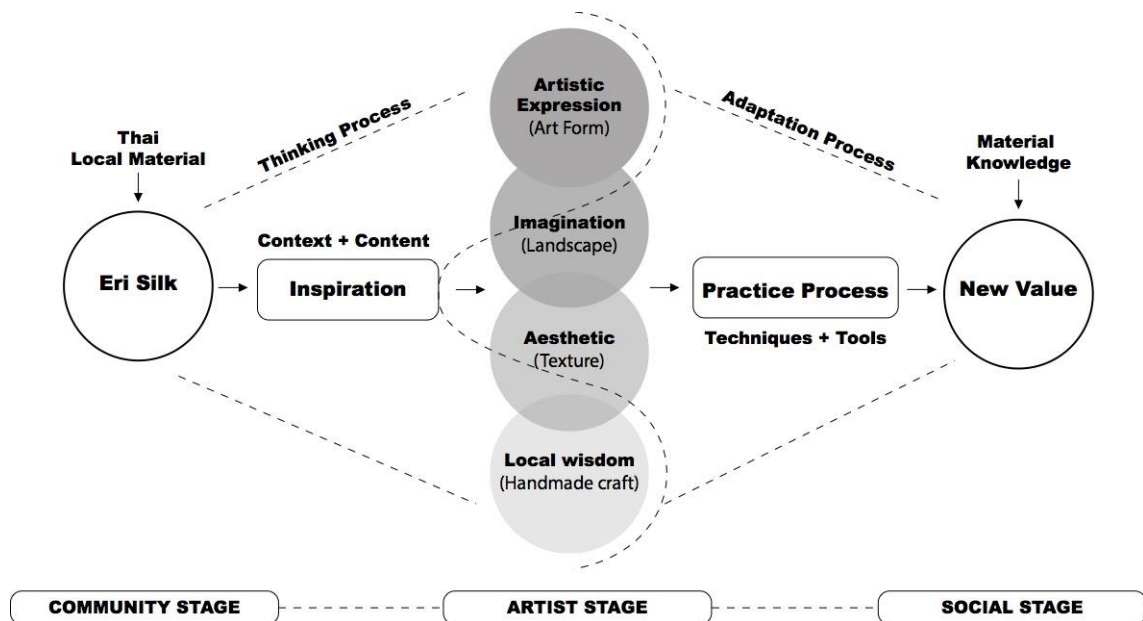 Artistic
Expression
(Art Form)
Thinking Process
Adaptation Process
Thai
Local Material
Material
Knowledge
Eri Silk
Context + Content
Inspiration
Imagination
(Landscape)
Aesthetic
(Texture)
Local wisdom
(Handmade craft)
Practice Process
Techniques + Tools
New Value
COMMUNITY STAGE
ARTIST STAGE
SOCIAL STAGE